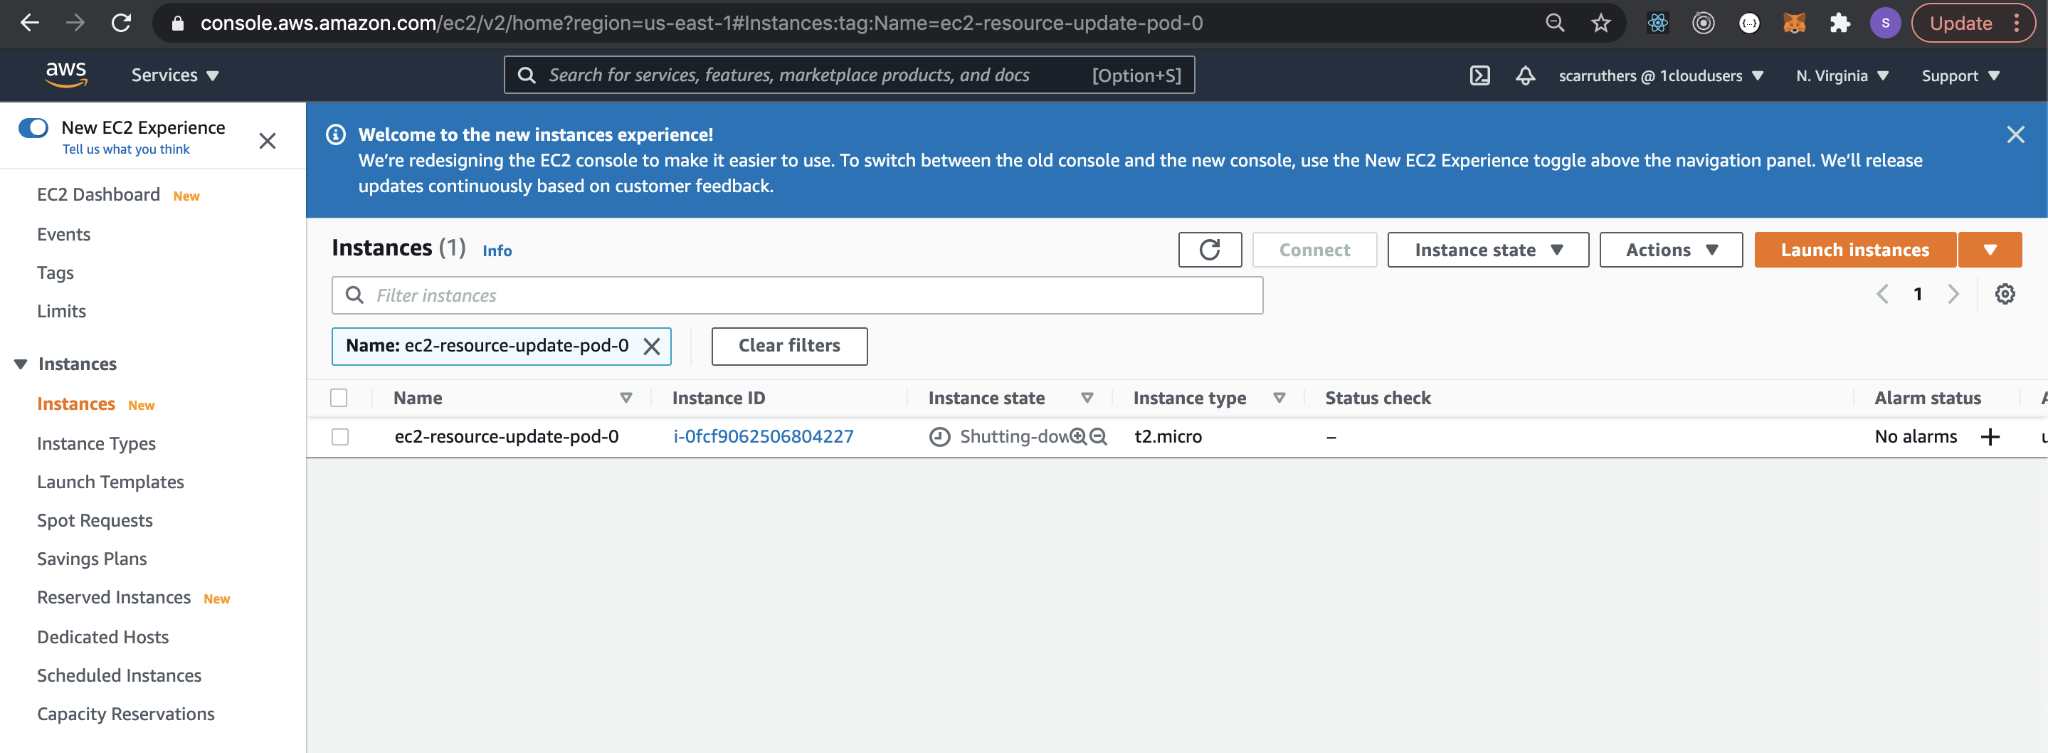 console.aws.amazon.com/ec2/v2/home?region=us-east-1#Instances:tag:Name=ec2-resource-update-pod-0
S
Update
aws
Services
Search for services, features, marketplace products, and docs
[Option+S]
scarruthers @ 1cloudusers
N. Virginia
Support
New EC2 Experience
Tell us what you think
Welcome to the new instances experience!
We're redesigning the EC2 console to make it easier to use. To switch between the old console and the new console, use the New EC2 Experience toggle above the navigation panel. We'll release
updates continuously based on customer feedback.
EC2 Dashboard New
Events
Tags
Limits
Instances
Instances New
Instance Types
Launch Templates
Spot Requests
Savings Plans
Reserved Instances New
Dedicated Hosts
Scheduled Instances
Capacity Reservations
Instances (1) Info
Connect
Instance state
Actions
Launch instances
Filter instances
1
Name: ec2-resource-update-pod-0
Clear filters
Name Instance ID Instance state Instance type Status check Alarm status
ec2-resource-update-pod-0 i-0fcf9062506804227 Shutting-dow t2.micro – No alarms